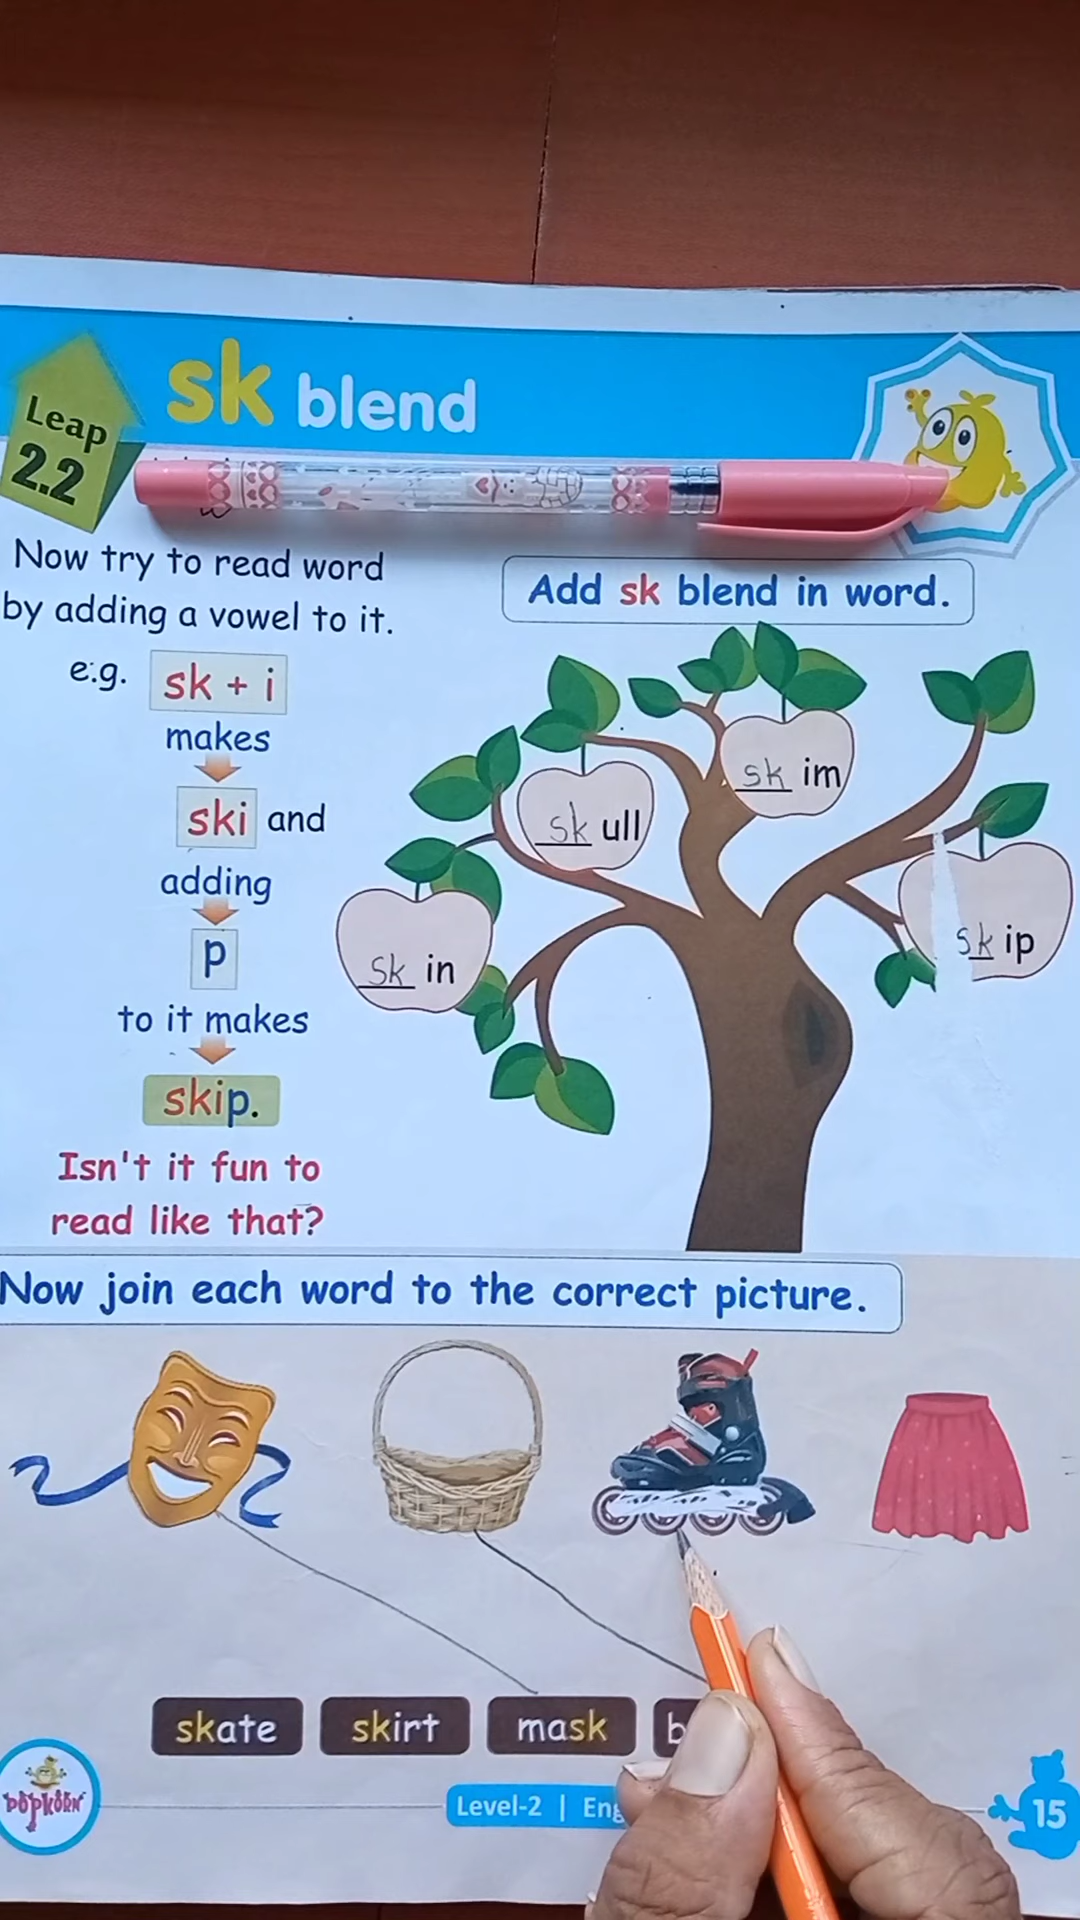 Leap
2.2
sk blend
Now try to read word
by adding a vowel to it.
e.g. sk + i
makes
ski and
adding
p
to it makes
skip.
Isn't it fun to
read like that?
Add sk blend in word.
sk im
sk ull
sk ip
sk in
Now join each word to the correct picture.
skate skirt mask
POPKORN
Level-2 |
15